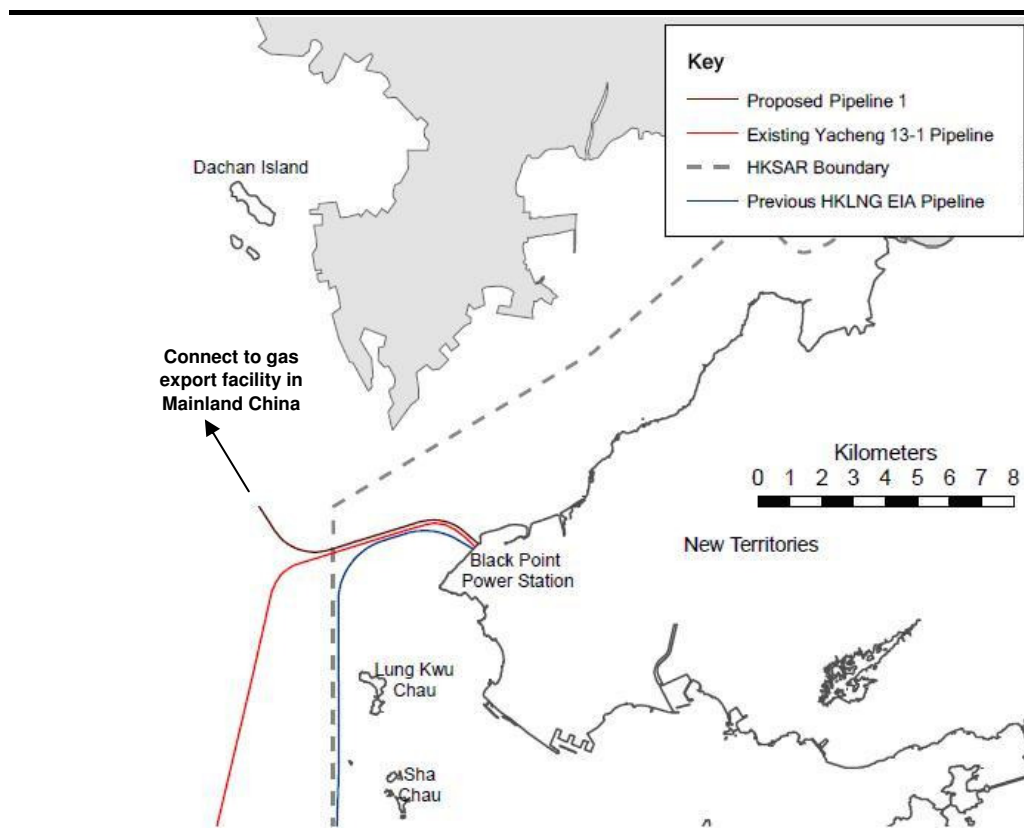 Key
Proposed Pipeline 1
Existing Yacheng 13-1 Pipeline
HKSAR Boundary
Previous HKLNG EIA Pipeline
Dachan Island
Connect to gas
export facility in
Mainland China
Kilometers
0 1 2 3 4 5 6 7 8
New Territories
Black Point
Power Station
Lung Kwu
Chau
Sha
Chau